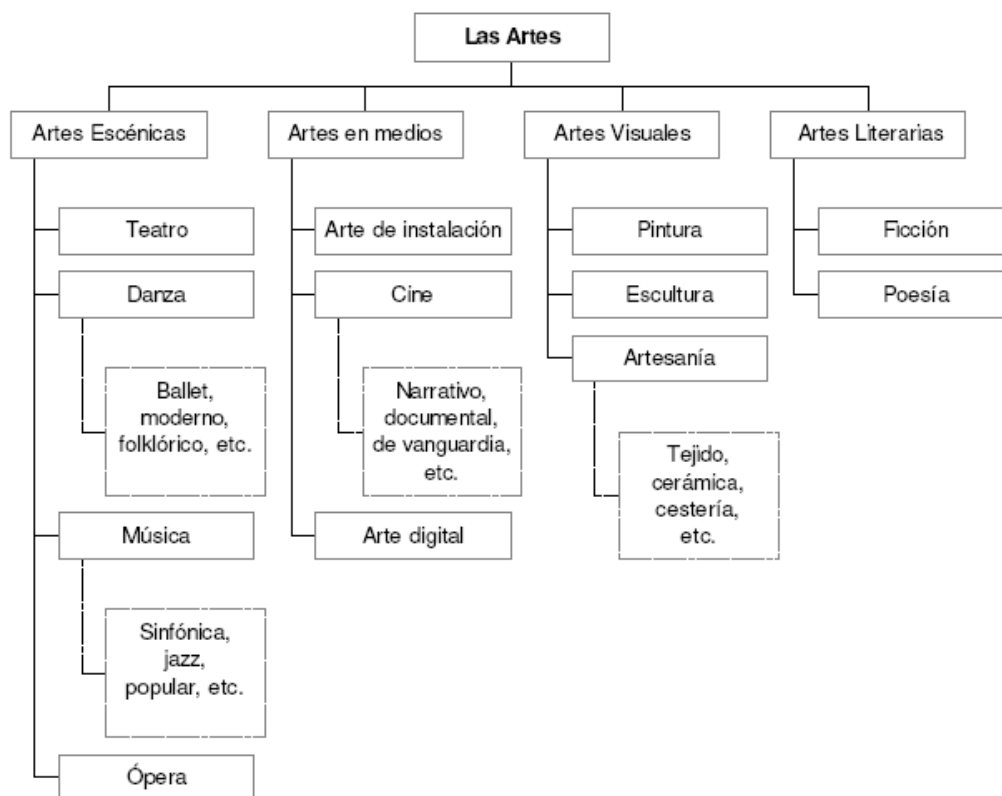 Las Artes
Artes Escénicas
Teatro
Danza
Ballet,
moderno,
folklórico, etc.
Música
Sinfónica,
jazz,
popular, etc.
Ópera
Artes en medios
Arte de instalación
Cine
Narrativo,
documental,
de vanguardia,
etc.
Arte digital
Artes Visuales
Pintura
Escultura
Artesanía
Tejido,
cerámica,
cestería,
etc.
Artes Literarias
Ficción
Poesía